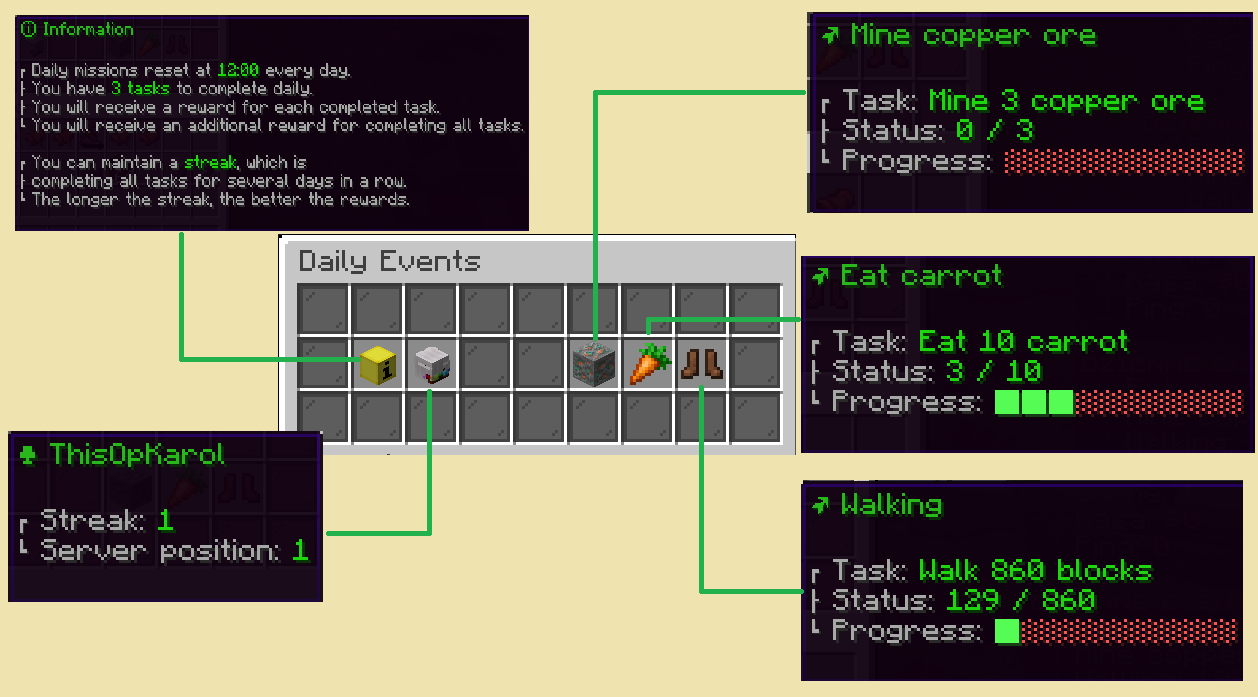 Information
Daily missions reset at 12:00 every day.
You have 3 tasks to complete daily.
You will receive a reward for each completed task.
You will receive an additional reward for completing all tasks.
You can maintain a streak, which is
completing all tasks for several days in a row.
The longer the streak, the better the rewards.
Mine copper ore
Task: Mine 3 copper ore
Status: 0 / 3
Progress:
Daily Events
Eat carrot
Task: Eat 10 carrot
Status: 3 / 10
Progress:
ThisOpKarol
Streak: 1
Server position: 1
Walking
Task: Walk 860 blocks
Status: 129 / 860
Progress: